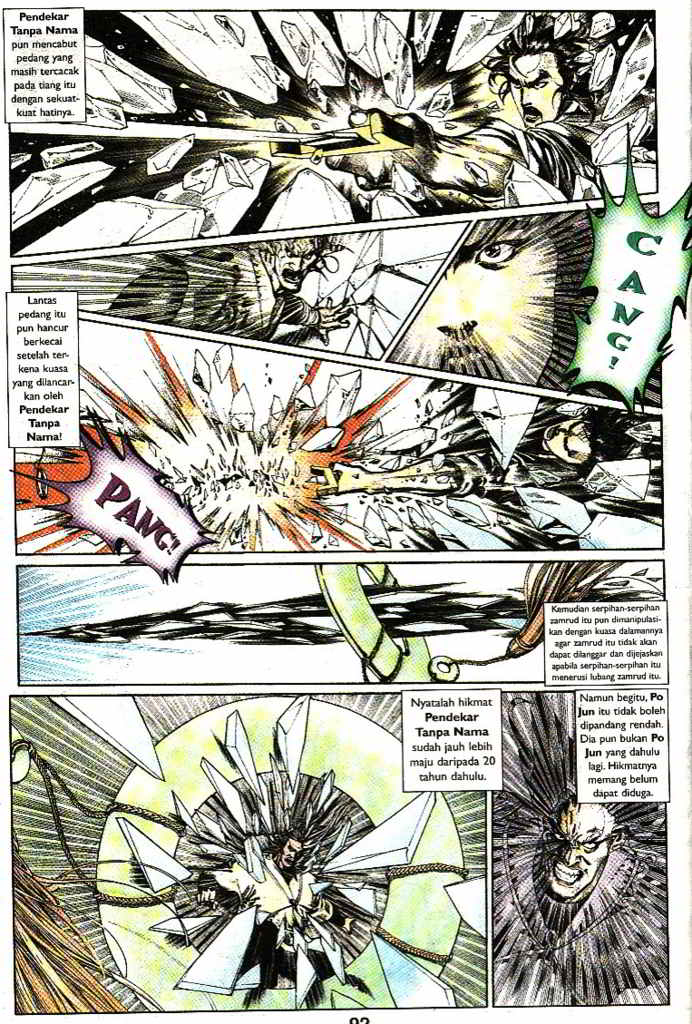 Pendekar
Tanpa Nama
pun mencabut
pedang yang
masih tercacak
pada tiang itu
dengan sekuat-
kuat hatinya.
CANG!
Lantas
pedang itu
pun hancur
berkecai
setelah ter-
kena kuasa
yang dilancar-
kan oleh
Pendekar
Tanpa
Nama!
PANG!
Kemudian serpihan-serpihan
zamrud itu pun dimanipulasi-
kan dengan kuasa dalamannya
agar zamrud itu tidak akan
dapat dilanggar dan dijejaskan
apabila serpihan-serpihan itu
menerusi lubang zamrud itu.
Nyatalah hikmat
Pendekar
Tanpa Nama
sudah jauh lebih
maju daripada 20
tahun dahulu.
Namun begitu, Po
Jun itu tidak boleh
dipandang rendah.
Dia pun bukan Po
Jun yang dahulu
lagi. Hikmatnya
memang belum
dapat diduga.
92